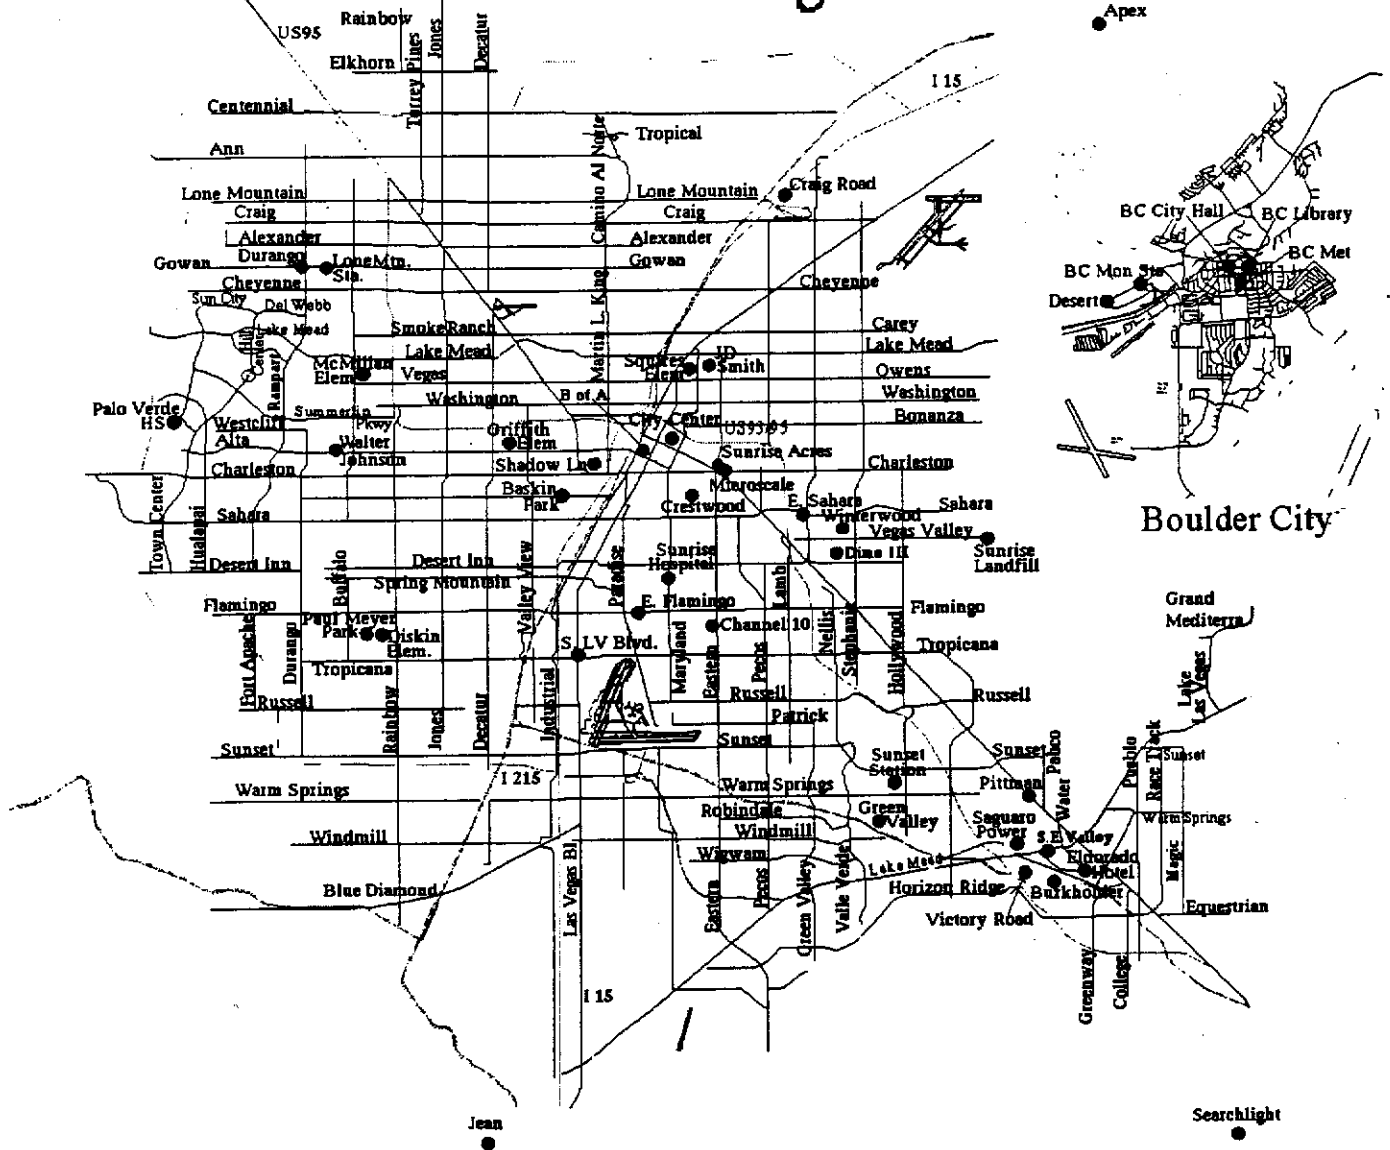 Apex
Rainbow
US95
Jones
Decatur
Pines
Torrey
Elkhorn
I 15
Centennial
Tropical
Ann
Camino Al Norte
Lone Mountain
Lone Mountain
Craig Road
Craig
Craig
BC City Hall
BC Library
Alexander
Alexander
Durango
Gowan
Lone Mtn.
Sta.
Gowan
BC Met
BC Mon Sta
Cheyenne
Cheyenne
Desert
Sun City
Del Webb
Martin L. King
Smoke Ranch
Carey
Lake Mead
Lake Mead
Lake Mead
Hills
Center
Rampart
McMillan
Elem
Vegas
Squires
Elem
JD
Smith
Owens
Washington
B of A
Washington
Palo Verde
HS
Summerlin
Pkwy
Westcliff
City Center
US93/95
Bonanza
Alta
Griffith
Elem
Walter
Johnson
Sunrise Acres
Charleston
Shadow Ln
Charleston
Microscale
Baskin
Park
Crestwood
E. Sahara
Sahara
Town Center
Hualapai
Sahara
Winterwood
Vegas Valley
Boulder City
Sunrise
Landfill
Dime III
Desert Inn
Buffalo
Desert Inn
Valley View
Paradise
Sunrise
Hospital
Spring Mountain
Lamb
Flamingo
E. Flamingo
Flamingo
Grand
Mediterra
Paul Meyer
Park
Diskin
Elem.
Channel 10
Nellis
Stephanie
Hollywood
Fort Apache
Durango
Tropicana
S. LV Blvd.
Tropicana
Maryland
Eastern
Pecos
Lake
Las Vegas
Russell
Rainbow
Jones
Decatur
Industrial
Russell
Russell
Patrick
Sunset
Sunset
Sunset
Station
Sunset
Pabco
Pueblo
Race Track
Sunset
I 215
Warm Springs
Warm Springs
Pittman
Water
Robindale
Green
Valley
Saguaro
Power
Warm Springs
Windmill
Windmill
S.E. Valley
Magic
Wigwam
Lake Mead
Eldorado
Hotel
Las Vegas Bl.
Blue Diamond
Eastern
Pecos
Green Valley
Valle Verde
Horizon Ridge
Burkholder
Victory Road
Equestrian
I 15
Greenway
College
Jean
Searchlight